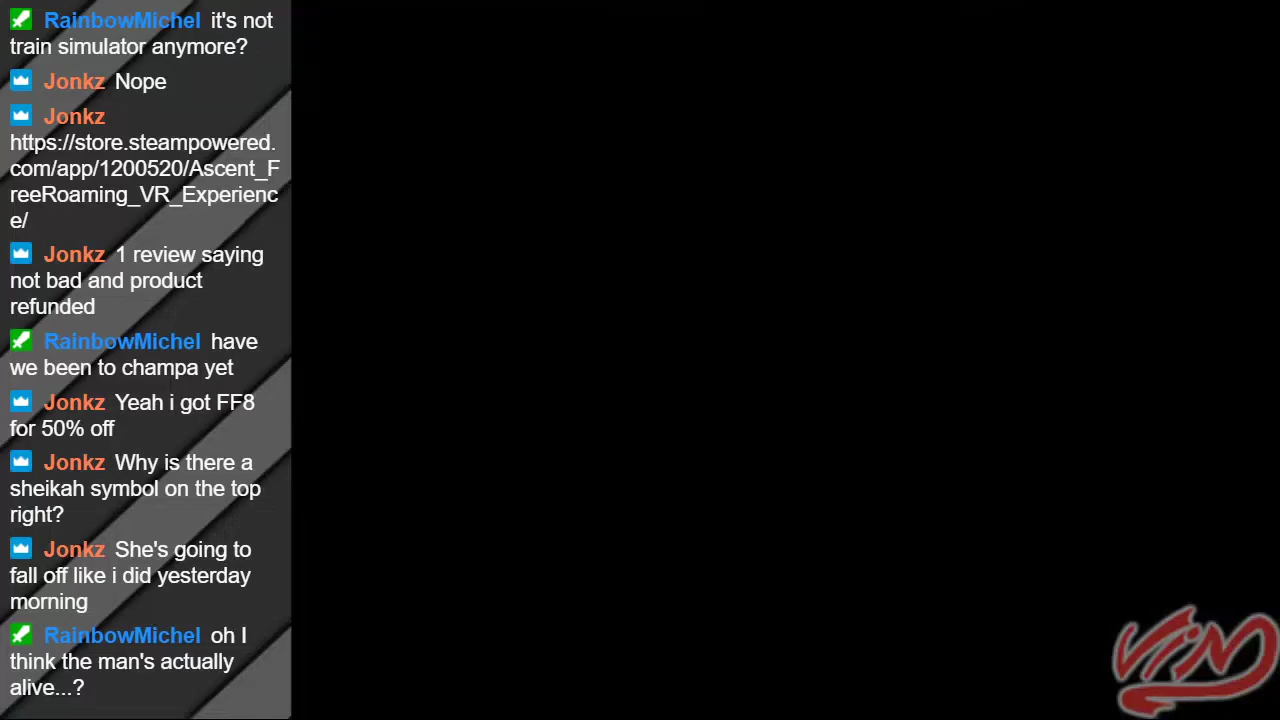 RainbowMichel it's not
train simulator anymore?
Jonkz Nope
Jonkz
https://store.steampowered.
com/app/1200520/Ascent_F
reeRoaming_VR_Experienc
e/
Jonkz 1 review saying
not bad and product
refunded
RainbowMichel have
we been to champa yet
Jonkz Yeah i got FF8
for 50% off
Jonkz Why is there a
sheikah symbol on the top
right?
Jonkz She's going to
fall off like i did yesterday
morning
RainbowMichel oh I
think the man's actually
alive...?
VIM